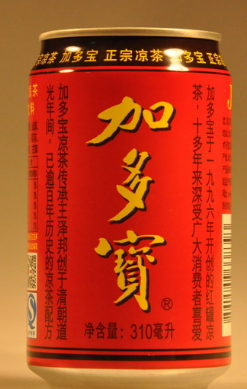 加多宝 正宗凉茶
加多寶®
加多宝于一九九六年开创的红罐凉
茶，十多年来深受广大消费者喜爱
加多宝凉茶传承王泽邦创于清朝道
光年间，已逾百年历史的凉茶配方
净含量：310毫升